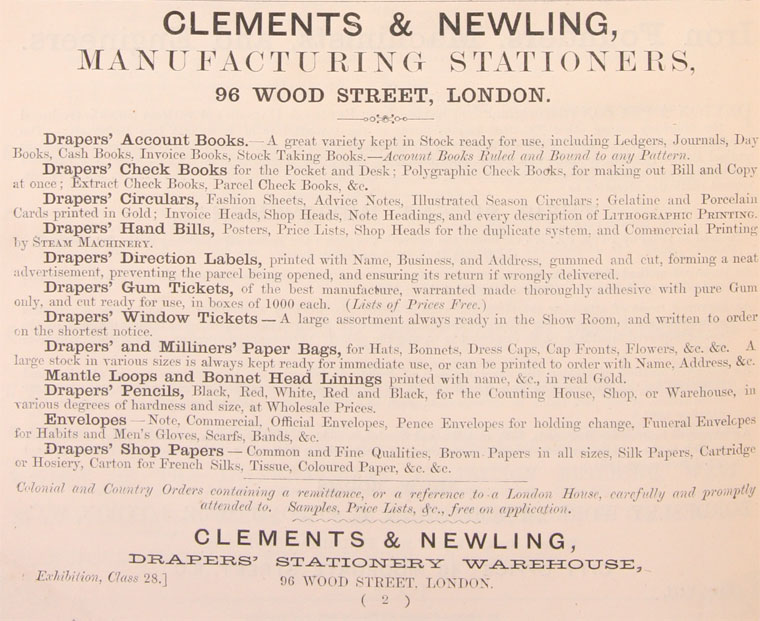 CLEMENTS & NEWLING,
MANUFACTURING STATIONERS,
96 WOOD STREET, LONDON.
Drapers' Account Books.—A great variety kept in Stock ready for use, including Ledgers, Journals, Day
Books, Cash Books, Invoice Books, Stock Taking Books.—Account Books Ruled and Bound to any Pattern.
Drapers' Check Books for the Pocket and Desk; Polygraphic Check Books, for making out Bill and Copy
at once; Extract Check Books, Parcel Check Books, &c.
Drapers' Circulars, Fashion Sheets, Advice Notes, Illustrated Season Circulars; Gelatine and Porcelain
Cards printed in Gold; Invoice Heads, Shop Heads, Note Headings, and every description of LITHOGRAPHIC PRINTING.
Drapers' Hand Bills, Posters, Price Lists, Shop Heads for the duplicate system, and Commercial Printing
by STEAM MACHINERY.
Drapers' Direction Labels, printed with Name, Business, and Address, gummed and cut, forming a neat
advertisement, preventing the parcel being opened, and ensuring its return if wrongly delivered.
Drapers' Gum Tickets, of the best manufacture, warranted made thoroughly adhesive with pure Gum
only, and cut ready for use, in boxes of 1000 each. (Lists of Prices Free.)
Drapers' Window Tickets — A large assortment always ready in the Show Room, and written to order
on the shortest notice.
Drapers' and Milliners' Paper Bags, for Hats, Bonnets, Dress Caps, Cap Fronts, Flowers, &c. &c. A
large stock in various sizes is always kept ready for immediate use, or can be printed to order with Name, Address, &c.
Mantle Loops and Bonnet Head Linings printed with name, &c., in real Gold.
Drapers' Pencils, Black, Red, White, Red and Black, for the Counting House, Shop, or Warehouse, in
various degrees of hardness and size, at Wholesale Prices.
Envelopes — Note, Commercial, Official Envelopes, Pence Envelopes for holding change, Funeral Envelopes
for Habits and Men's Gloves, Scarfs, Bands, &c.
Drapers' Shop Papers — Common and Fine Qualities, Brown Papers in all sizes, Silk Papers, Cartridge
or Hosiery, Carton for French Silks, Tissue, Coloured Paper, &c. &c.
Colonial and Country Orders containing a remittance, or a reference to a London House, carefully and promptly
attended to. Samples, Price Lists, &c., free on application.
CLEMENTS & NEWLING,
DRAPERS' STATIONERY WAREHOUSE,
Exhibition, Class 28.] 96 WOOD STREET, LONDON.
( 2 )